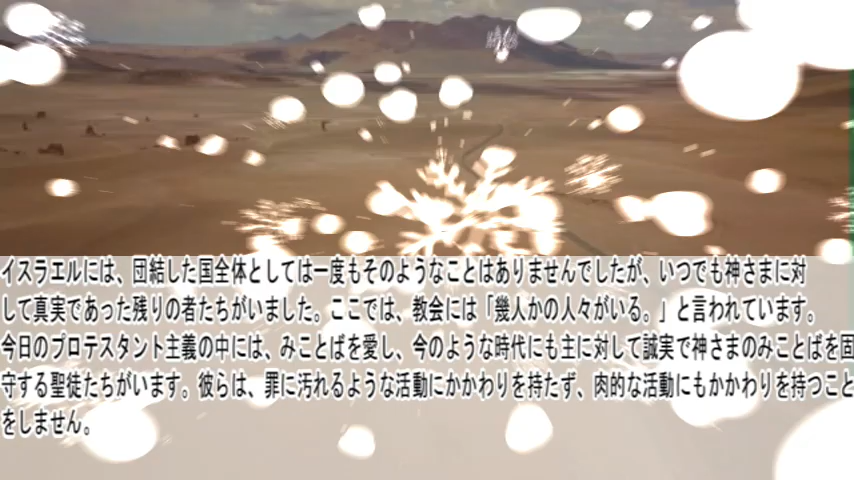 イスラエルには、団結した国全体としては一度もそのようなことはありませんでしたが、いつでも神さまに対
して真実であった残りの者たちがいました。ここでは、教会には「幾人かの人々がいる。」と言われています。
今日のプロテスタント主義の中には、みことばを愛し、今のような時代にも主に対して誠実で神さまのみことばを固
守する聖徒たちがいます。彼らは、罪に汚れるような活動にかかわりを持たず、肉的な活動にもかかわりを持つこと
をしません。